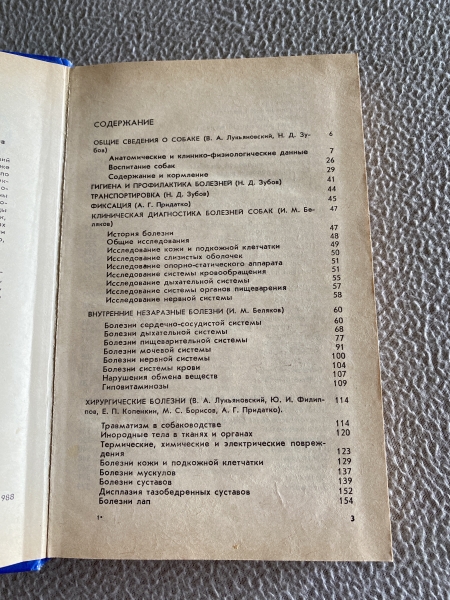 СОДЕРЖАНИЕ
ОБЩИЕ СВЕДЕНИЯ О СОБАКЕ (В. А. Лукьяновский, Н. Д. Зу- 6
бов)
Анатомические и клинико-физиологические данные 7
Воспитание собак 26
Содержание и кормление 29
ГИГИЕНА И ПРОФИЛАКТИКА БОЛЕЗНЕЙ (Н. Д. Зубов) 41
ТРАНСПОРТИРОВКА (Н. Д. Зубов) 44
ФИКСАЦИЯ (А. Г. Придатко) 45
КЛИНИЧЕСКАЯ ДИАГНОСТИКА БОЛЕЗНЕЙ СОБАК (И. М. Бе- 47
ляков)
История болезни 47
Общие исследования 48
Исследование кожи и подкожной клетчатки 49
Исследование слизистых оболочек 50
Исследование опорно-статического аппарата 51
Исследование системы кровообращения 51
Исследование дыхательной системы 55
Исследование системы органов пищеварения 57
Исследование нервной системы 58
ВНУТРЕННИЕ НЕЗАРАЗНЫЕ БОЛЕЗНИ (И. М. Беляков) 60
Болезни сердечно-сосудистой системы 60
Болезни дыхательной системы 68
Болезни пищеварительной системы 77
Болезни мочевой системы 91
Болезни нервной системы 100
Болезни системы крови 104
Нарушения обмена веществ 107
Гиповитаминозы 109
ХИРУРГИЧЕСКИЕ БОЛЕЗНИ (В. А. Лукьяновский, Ю. И. Филип- 114
пов, Е. П. Копенкин, М. С. Борисов, А. Г. Придатко).
Травматизм в собаководстве 114
Инородные тела в тканях и органах 120
Термические, химические и электрические повреж-
дения 123
Болезни кожи и подкожной клетчатки 129
Болезни мускулов 137
Болезни суставов 139
Дисплазия тазобедренных суставов 152
Болезни лап 154
1* 3
1988